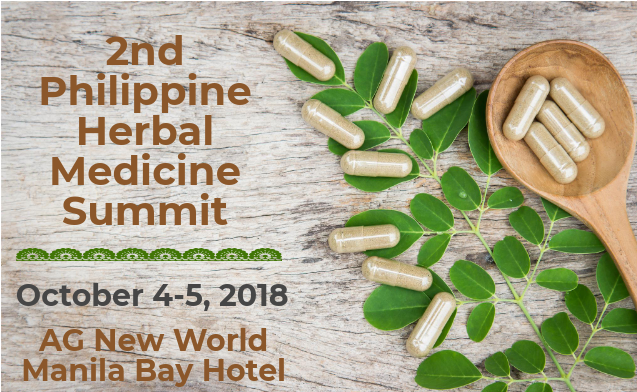 2nd
Philippine
Herbal
Medicine
Summit
October 4-5, 2018
AG New World
Manila Bay Hotel